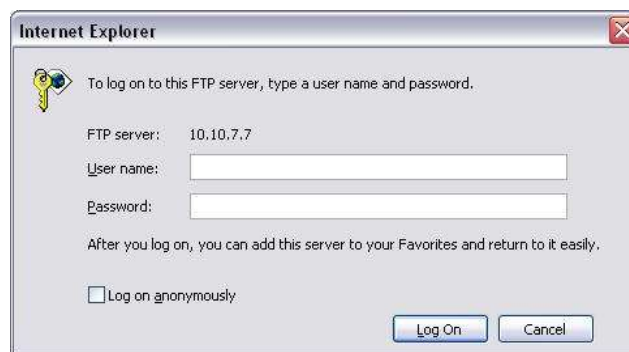 Internet Explorer
To log on to this FTP server, type a user name and password.
FTP server: 10.10.7.7
User name:
Password:
After you log on, you can add this server to your Favorites and return to it easily.
Log on anonymously
Log On Cancel